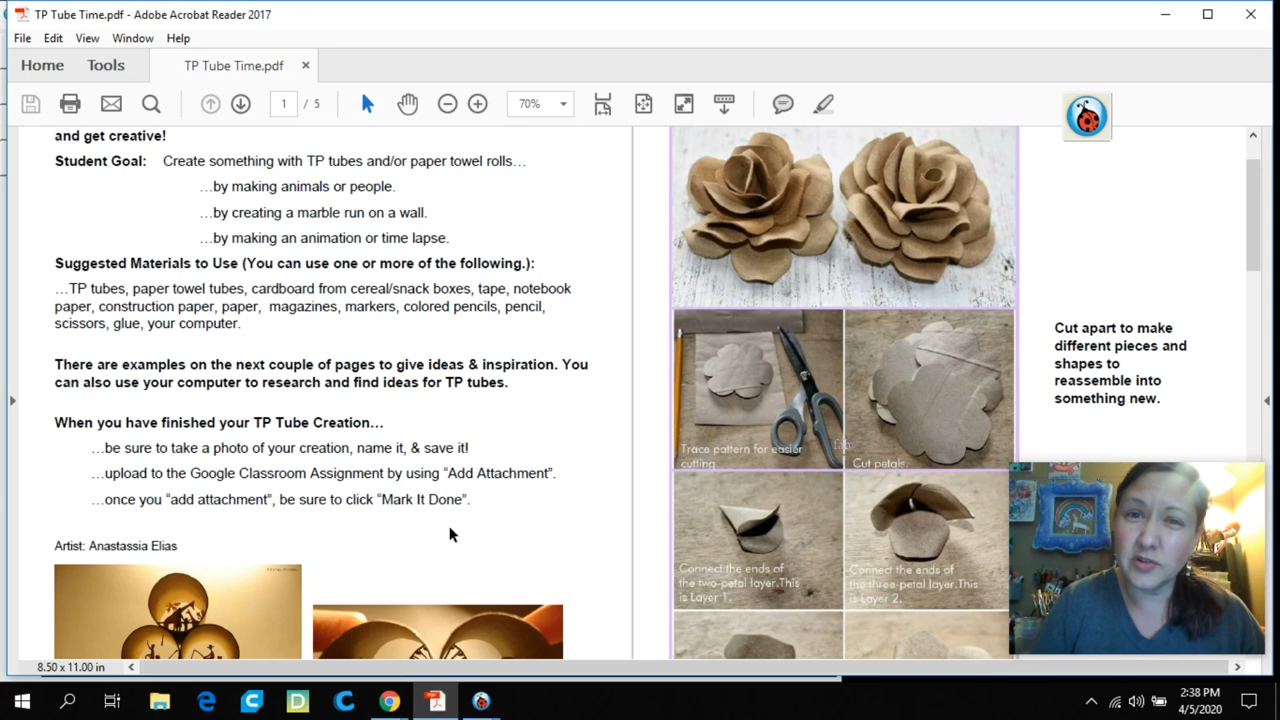 TP Tube Time.pdf - Adobe Acrobat Reader 2017
File Edit View Window Help
Home Tools TP Tube Time.pdf ×
1 / 5 70%
and get creative!
Student Goal: Create something with TP tubes and/or paper towel rolls…
…by making animals or people.
…by creating a marble run on a wall.
…by making an animation or time lapse.
Suggested Materials to Use (You can use one or more of the following.):
…TP tubes, paper towel tubes, cardboard from cereal/snack boxes, tape, notebook
paper, construction paper, paper, magazines, markers, colored pencils, pencil,
scissors, glue, your computer.
There are examples on the next couple of pages to give ideas & inspiration. You
can also use your computer to research and find ideas for TP tubes.
When you have finished your TP Tube Creation…
…be sure to take a photo of your creation, name it, & save it!
…upload to the Google Classroom Assignment by using “Add Attachment”.
…once you “add attachment”, be sure to click “Mark It Done”.
Artist: Anastassia Elias
Trace pattern for easier
cutting.
Cut petals.
Connect the ends of
the two-petal layer.This
is Layer 1.
Connect the ends of
the three-petal layer.This
is Layer 2.
Cut apart to make
different pieces and
shapes to
reassemble into
something new.
8.50 x 11.00 in
2:38 PM
4/5/2020